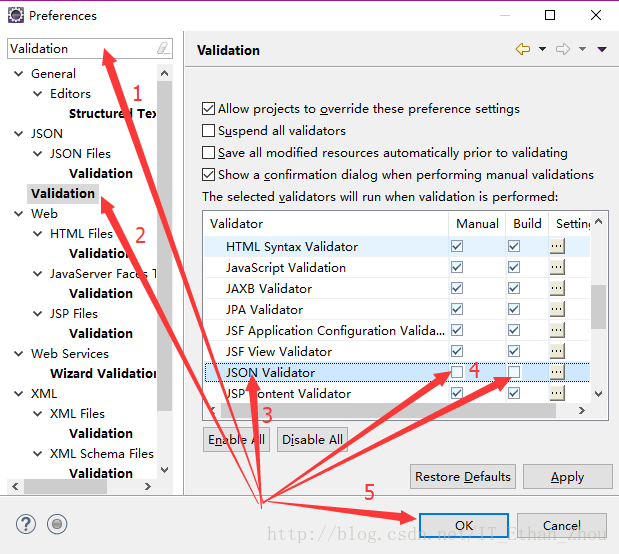 Preferences
Validation
General
Editors
Structured Tex
JSON
JSON Files
Validation
Validation
Web
HTML Files
Validation
JavaServer Faces T
Validation
JSP Files
Validation
Web Services
Wizard Validation
XML
XML Files
Validation
XML Schema Files
Validation
Validation
Allow projects to override these preference settings
Suspend all validators
Save all modified resources automatically prior to validating
Show a confirmation dialog when performing manual validations
The selected validators will run when validation is performed:
Validator Manual Build Setting
HTML Syntax Validator ...
JavaScript Validation ...
JAXB Validator ...
JPA Validator ...
JSF Application Configuration Valida... ...
JSF View Validator ...
JSON Validator ...
JSP Content Validator ...
Enable All Disable All
Restore Defaults Apply
? OK Cancel
1
2
3
4
5
http://blog.csdn.net/IT_Ethan_Zhou